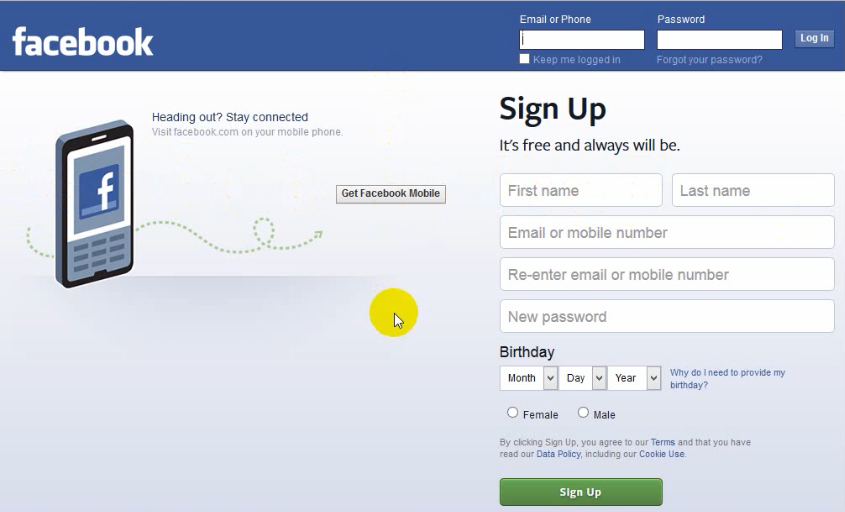 facebook
Email or Phone Password
Log In
Keep me logged in Forgot your password?
Heading out? Stay connected
Visit facebook.com on your mobile phone.
f
Get Facebook Mobile
Sign Up
It's free and always will be.
First name Last name
Email or mobile number
Re-enter email or mobile number
New password
Birthday
Month Day Year
Why do I need to provide my
birthday?
Female Male
By clicking Sign Up, you agree to our Terms and that you have
read our Data Policy, including our Cookie Use.
Sign Up